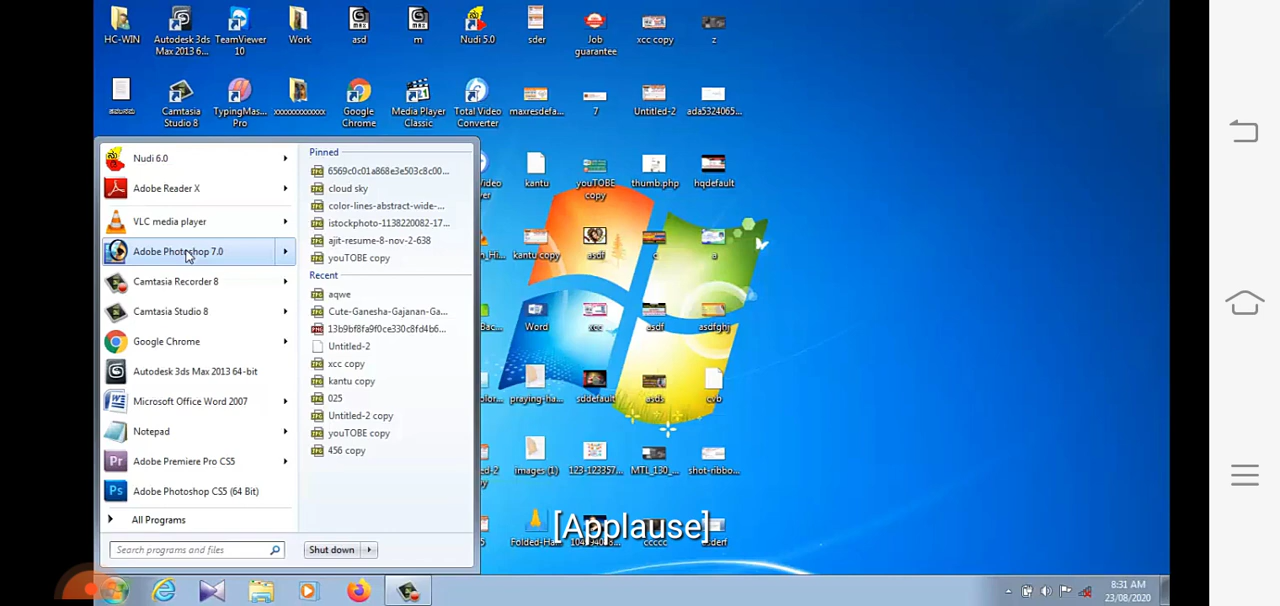 HC-WIN
Autodesk 3ds Max 2013 6...
TeamViewer 10
Work
asd
m
Nudi 5.0
sder
Job guarantee
xcc copy
z
Camtasia Studio 8
TypingMas... Pro
xxxxxxxxxxxxx
Google Chrome
Media Player Classic
Total Video Converter
maxresdefa...
7
Untitled-2
ada5324065...
kantu
youTOBE copy
thumb.php
hqdefault
kantu copy
asdf
c
a
Word
xcc
asdf
asdfghj
praying-ha...
sddefault
asds
cvb
images (1)
123-123357...
MTL_130_...
shot-ribbo...
Folded-Ha...
ccccc
Nudi 6.0
Adobe Reader X
VLC media player
Adobe Photoshop 7.0
Camtasia Recorder 8
Camtasia Studio 8
Google Chrome
Autodesk 3ds Max 2013 64-bit
Microsoft Office Word 2007
Notepad
Adobe Premiere Pro CS5
Adobe Photoshop CS5 (64 Bit)
All Programs
Search programs and files
Shut down
Pinned
6569c0c01a868e3e503c8c00...
cloud sky
color-lines-abstract-wide-...
istockphoto-1138220082-17...
ajit-resume-8-nov-2-638
youTOBE copy
Recent
aqwe
Cute-Ganesha-Gajanan-Ga...
13b9bf8fa9f0ce330c8fd4b6...
Untitled-2
xcc copy
kantu copy
025
Untitled-2 copy
youTOBE copy
456 copy
[Applause]
8:31 AM
23/08/2020